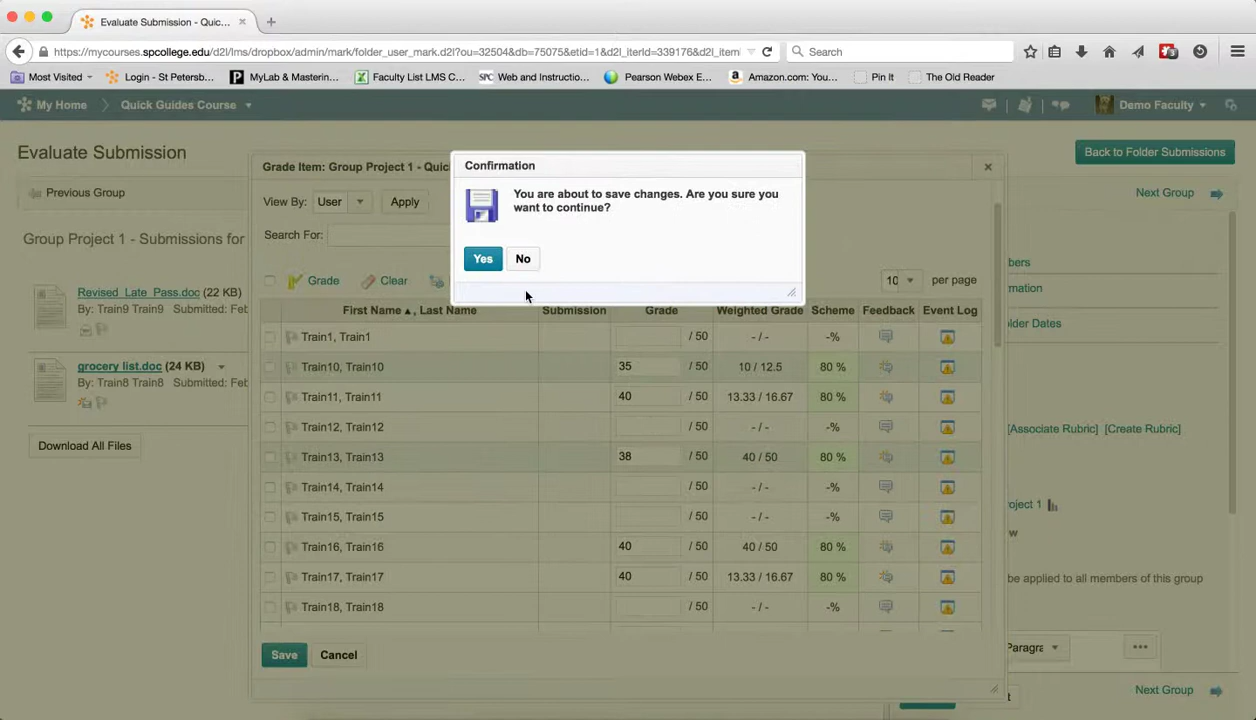 Evaluate Submission - Quic...
https://mycourses.spcollege.edu/d2l/lms/dropbox/admin/mark/folder_user_mark.d2l?ou=32504&db=75075&etid=1&d2l_iterId=339176&d2l_item
Search
Most Visited
Login - St Petersb...
MyLab & Mastering...
Faculty List LMS C...
SPC Web and Instructio...
Pearson Webex E...
Amazon.com: You...
Pin It
The Old Reader
My Home
Quick Guides Course
Demo Faculty
Evaluate Submission
Back to Folder Submissions
Previous Group
Next Group
Group Project 1 - Submissions for
Revised_Late_Pass.doc (22 KB)
By: Train9 Train9 Submitted: Feb
grocery list.doc (24 KB)
By: Train8 Train8 Submitted: Feb
Download All Files
Grade Item: Group Project 1 - Quic
View By: User Apply
Search For:
Grade Clear
10 per page
Confirmation
You are about to save changes. Are you sure you
want to continue?
Yes No
First Name ▲, Last Name Submission Grade Weighted Grade Scheme Feedback Event Log
Train1, Train1 / 50 - / - -%
Train10, Train10 35 / 50 10 / 12.5 80 %
Train11, Train11 40 / 50 13.33 / 16.67 80 %
Train12, Train12 / 50 - / - -%
Train13, Train13 38 / 50 40 / 50 80 %
Train14, Train14 / 50 - / - -%
Train15, Train15 / 50 - / - -%
Train16, Train16 40 / 50 40 / 50 80 %
Train17, Train17 40 / 50 13.33 / 16.67 80 %
Train18, Train18 / 50 - / - -%
Save Cancel
bers
mation
lder Dates
[Associate Rubric] [Create Rubric]
oject 1
w
be applied to all members of this group
Paragra
Next Group